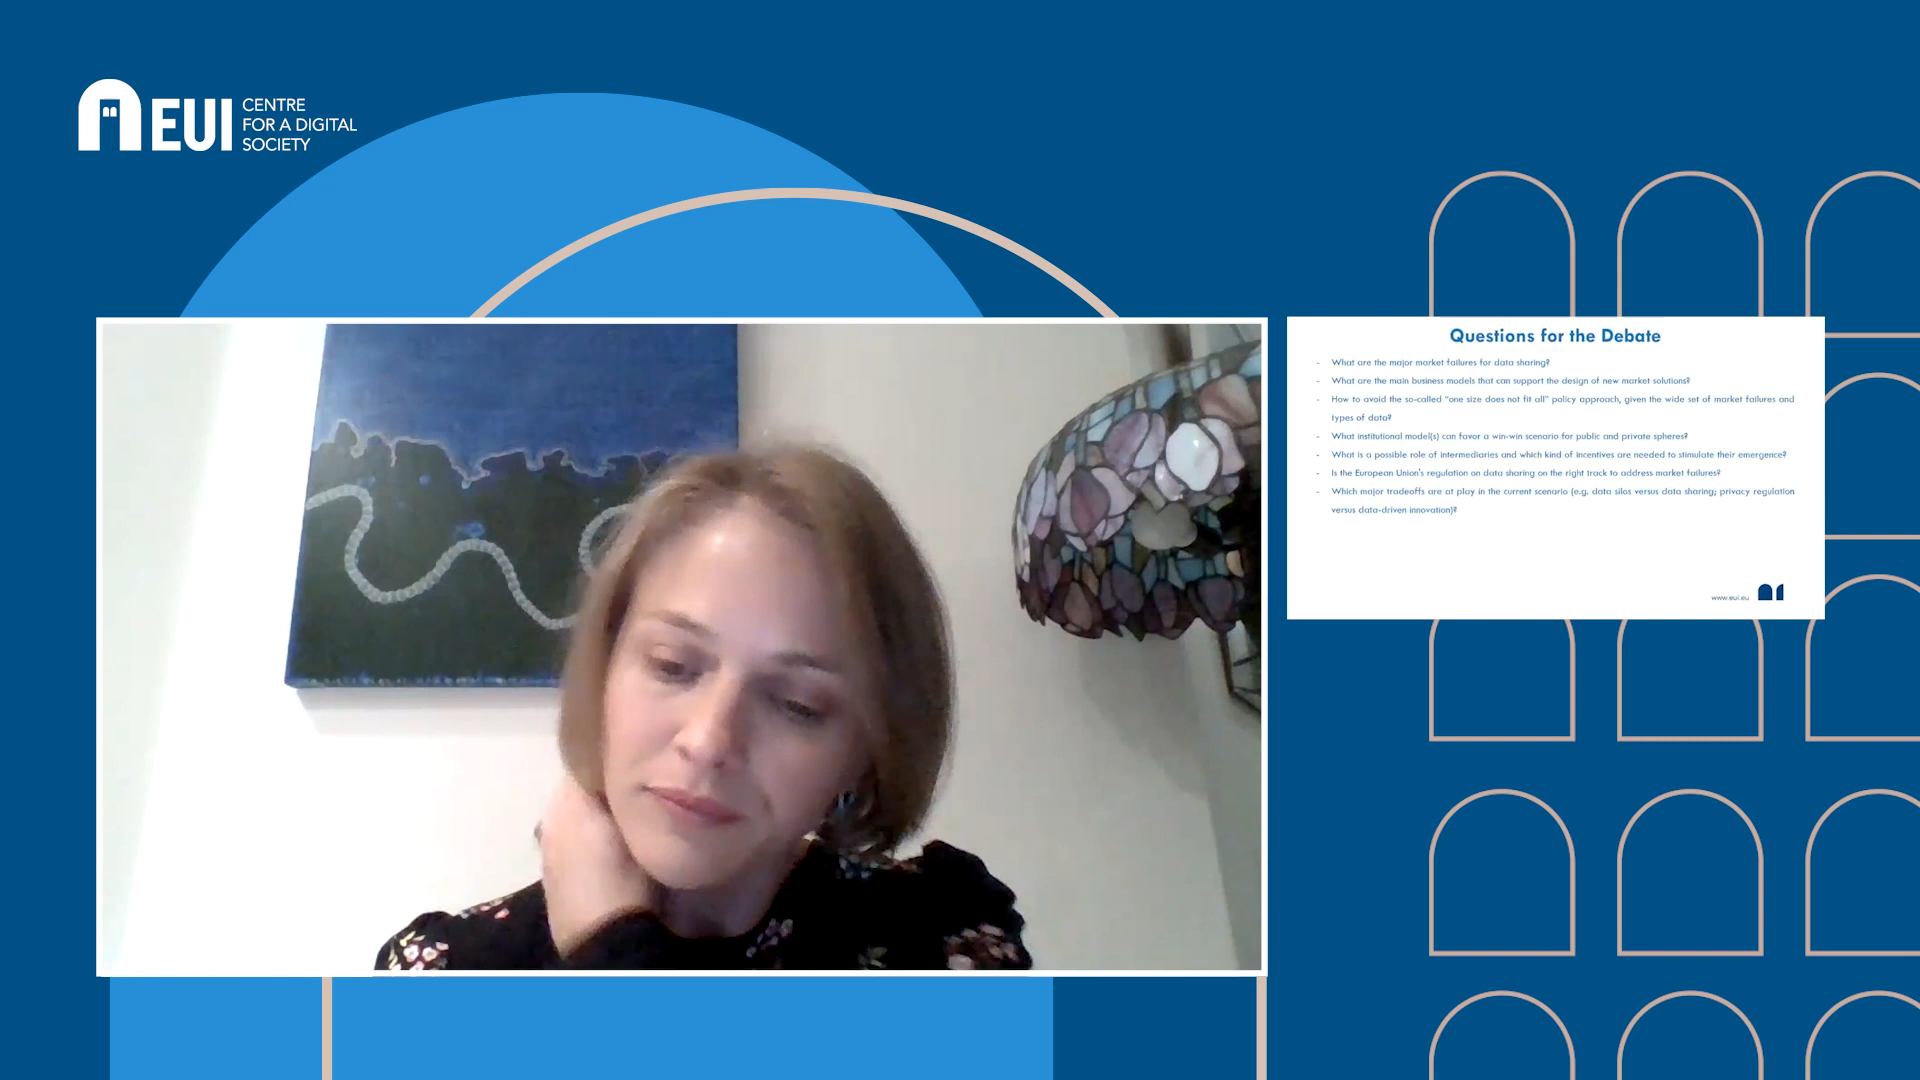 EUI
CENTRE
FOR A DIGITAL
SOCIETY
Questions for the Debate
- What are the major market failures for data sharing?
- What are the main business models that can support the design of new market solutions?
- How to avoid the so-called “one size does not fit all” policy approach, given the wide set of market failures and
types of data?
- What institutional model(s) can favor a win-win scenario for public and private spheres?
- What is a possible role of intermediaries and which kind of incentives are needed to stimulate their emergence?
- Is the European Union's regulation on data sharing on the right track to address market failures?
- Which major tradeoffs are at play in the current scenario (e.g. data silos versus data sharing; privacy regulation
versus data-driven innovation)?
www.eui.eu